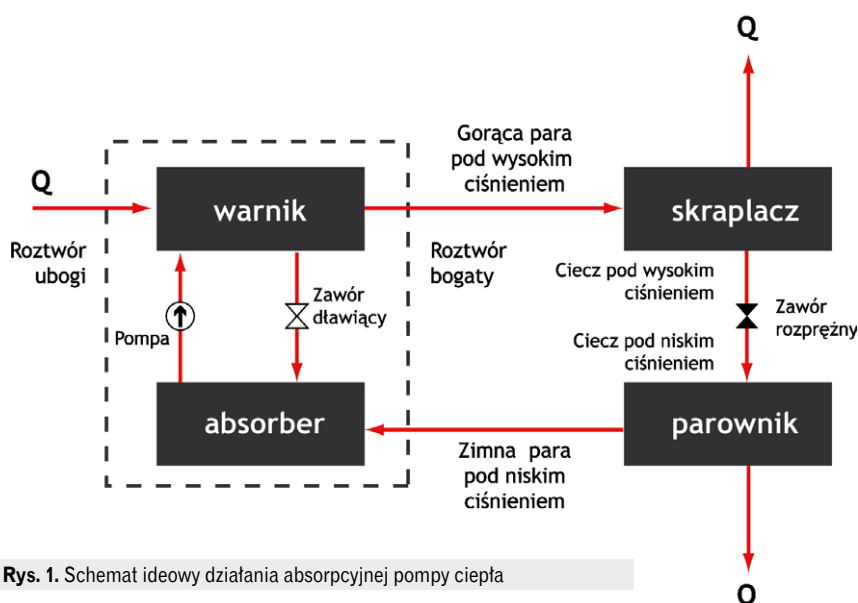 Q
Gorąca para
pod wysokim
ciśnieniem
Q
warnik
skraplacz
Roztwór
ubogi
Roztwór
bogaty
Ciecz pod wysokim
ciśnieniem
Zawór
dławiący
Zawór
rozprężny
Pompa
Ciecz pod niskim
ciśnieniem
absorber
parownik
Zimna para
pod niskim
ciśnieniem
Rys. 1. Schemat ideowy działania absorpcyjnej pompy ciepła
Q